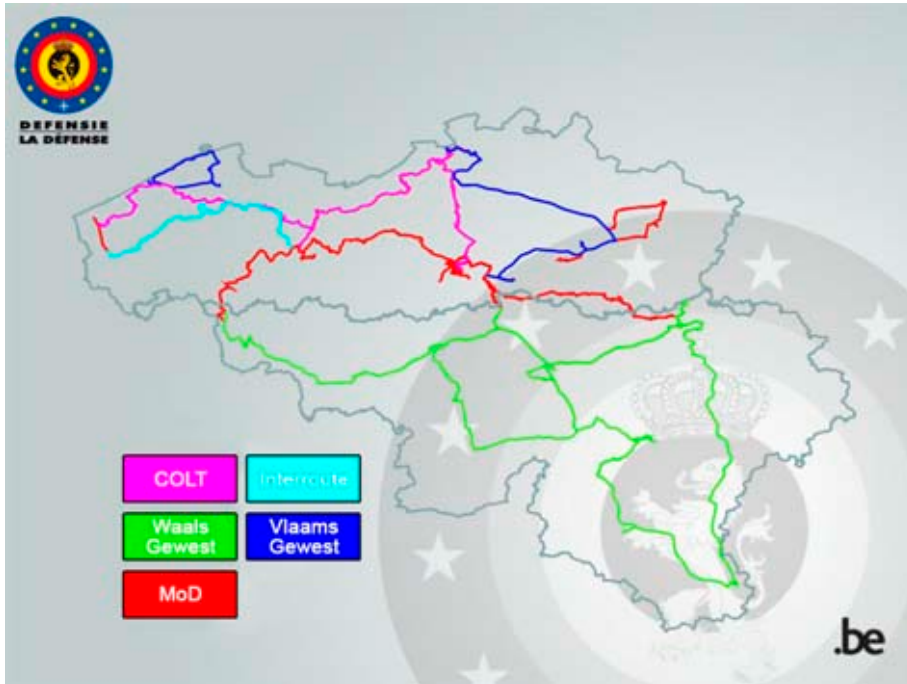 DEFENSIE
LA DÉFENSE
COLT
Interroute
Waals
Gewest
Vlaams
Gewest
MoD
.be